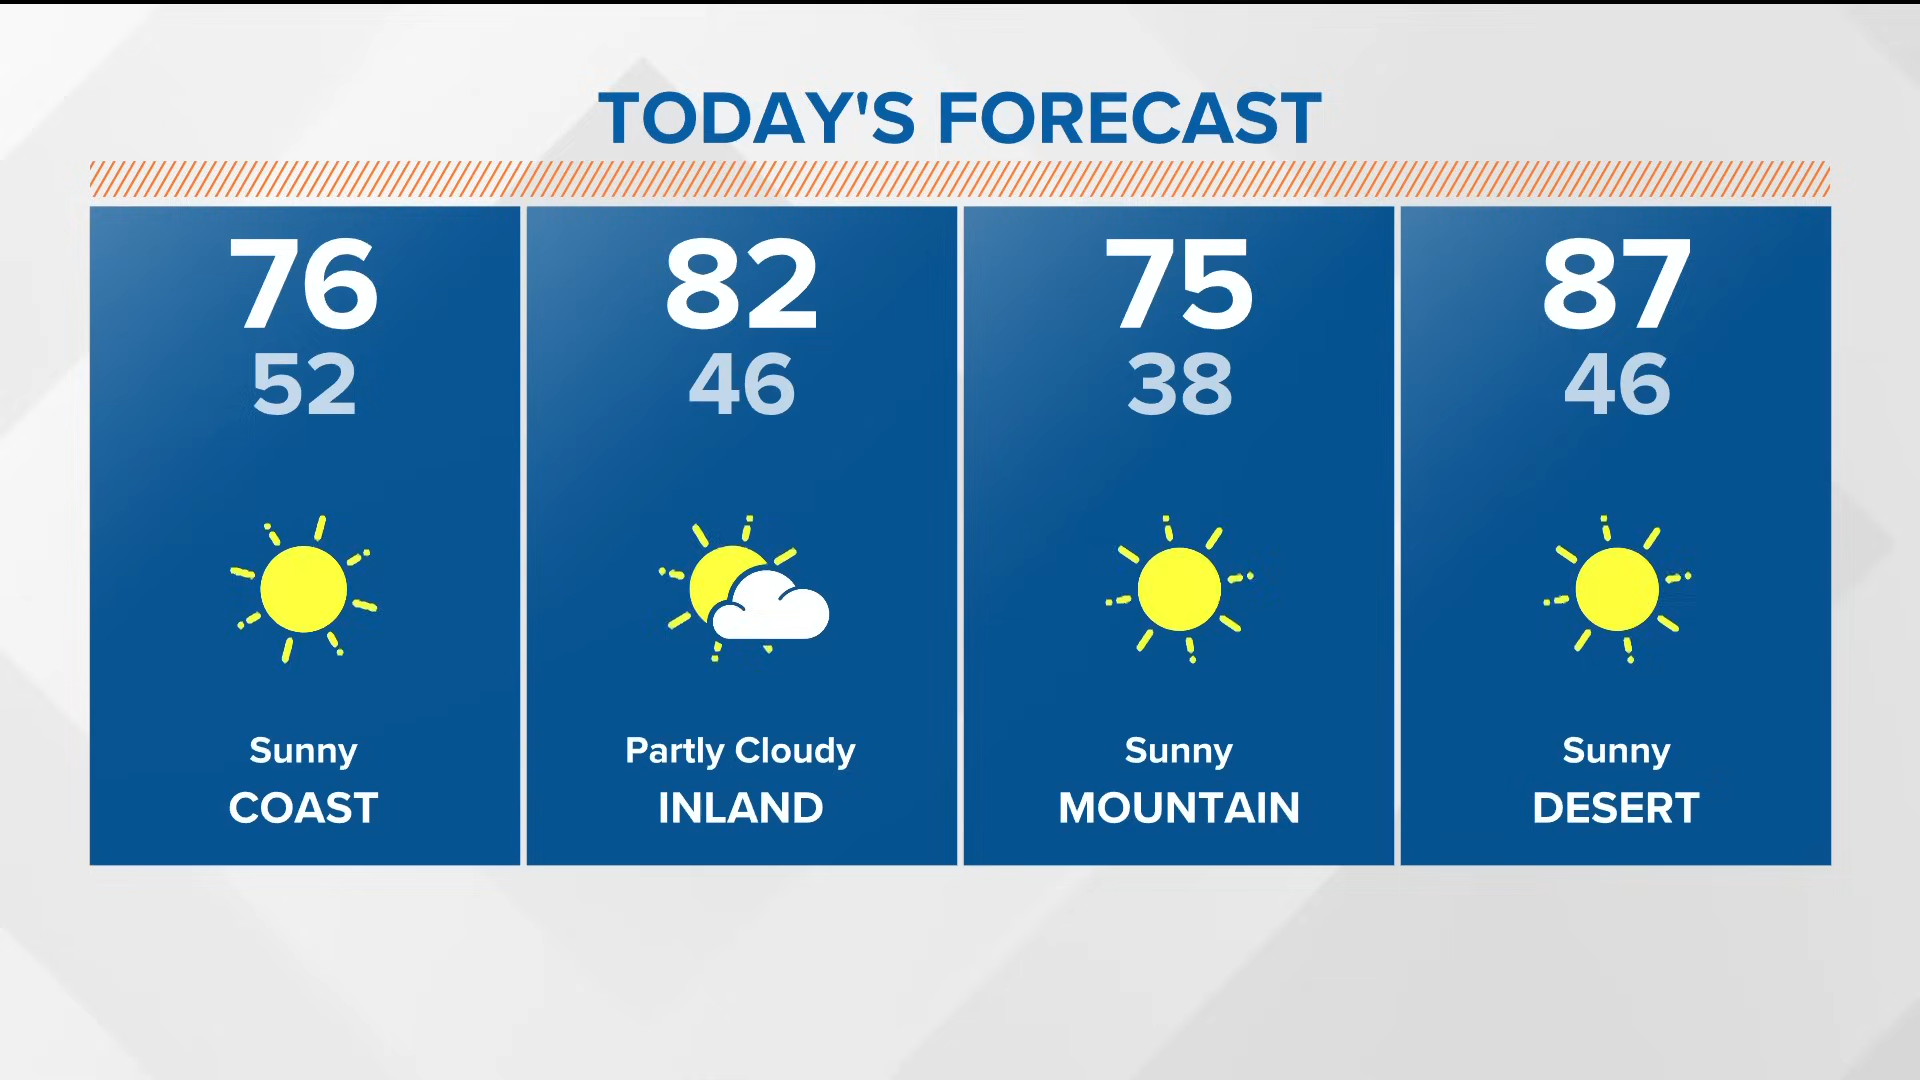 TODAY'S FORECAST
76
52
Sunny
COAST
82
46
Partly Cloudy
INLAND
75
38
Sunny
MOUNTAIN
87
46
Sunny
DESERT